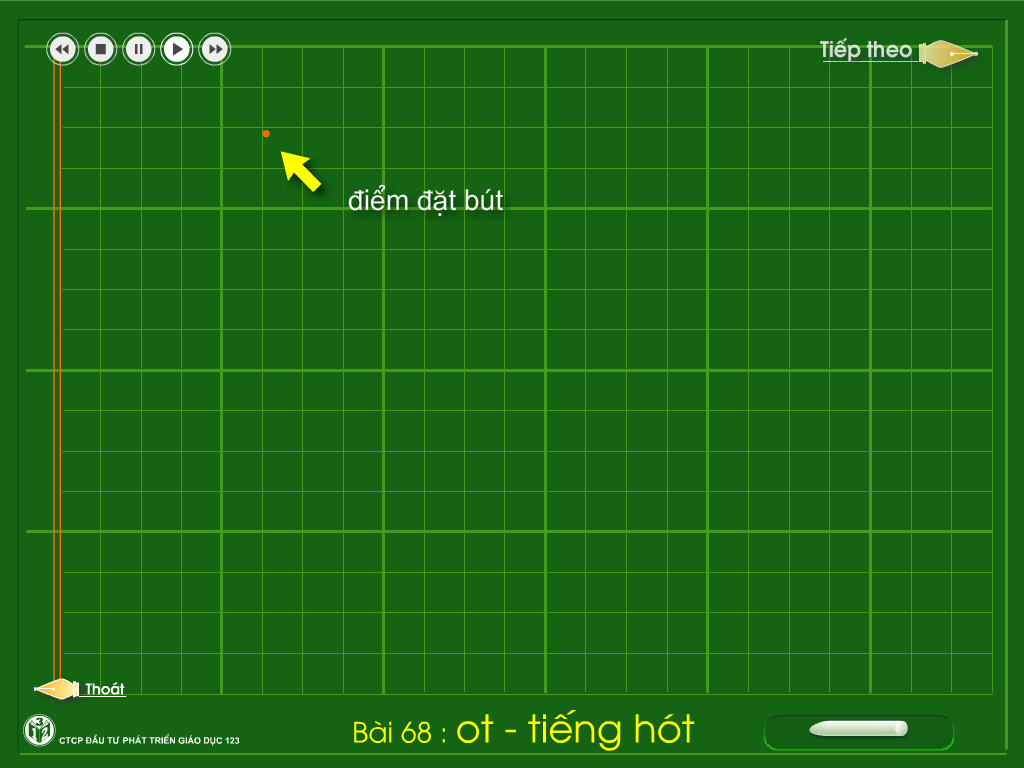 Tiếp theo
điểm đặt bút
Thoát
123
CTCP ĐẦU TƯ PHÁT TRIỂN GIÁO DỤC 123
Bài 68 : ot - tiếng hót